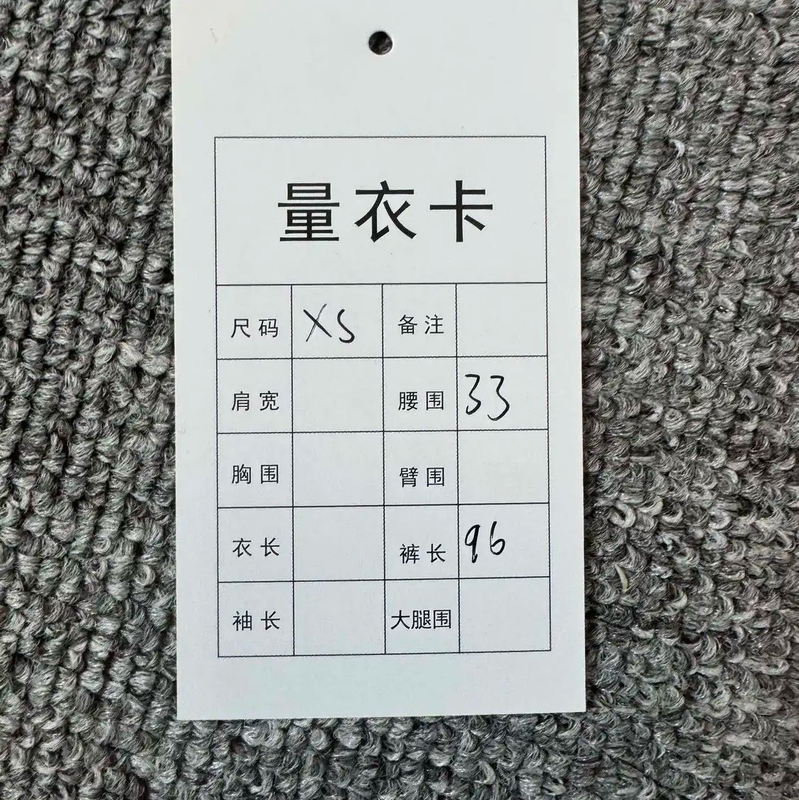 量衣卡
尺码 XS 备注
肩宽 腰围 33
胸围 臂围
衣长 裤长 96
袖长 大腿围